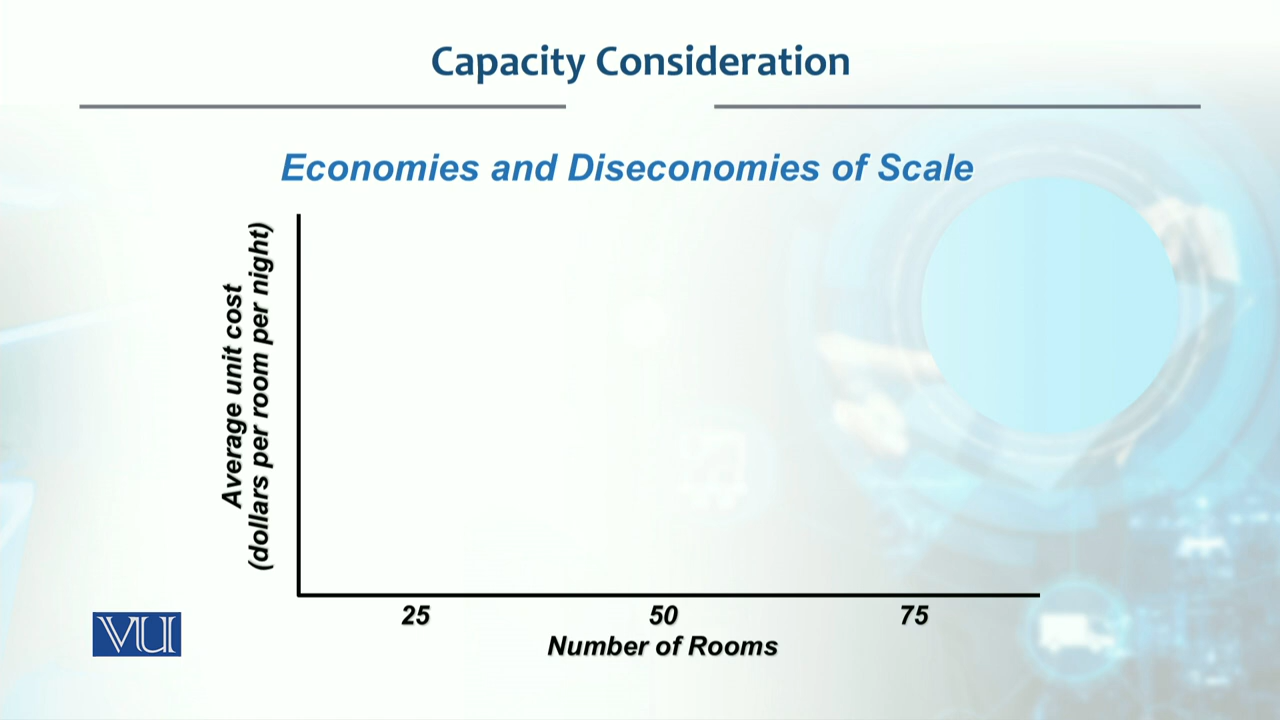 Capacity Consideration
Economies and Diseconomies of Scale
Average unit cost
(dollars per room per night)
25 50 75
Number of Rooms
VU